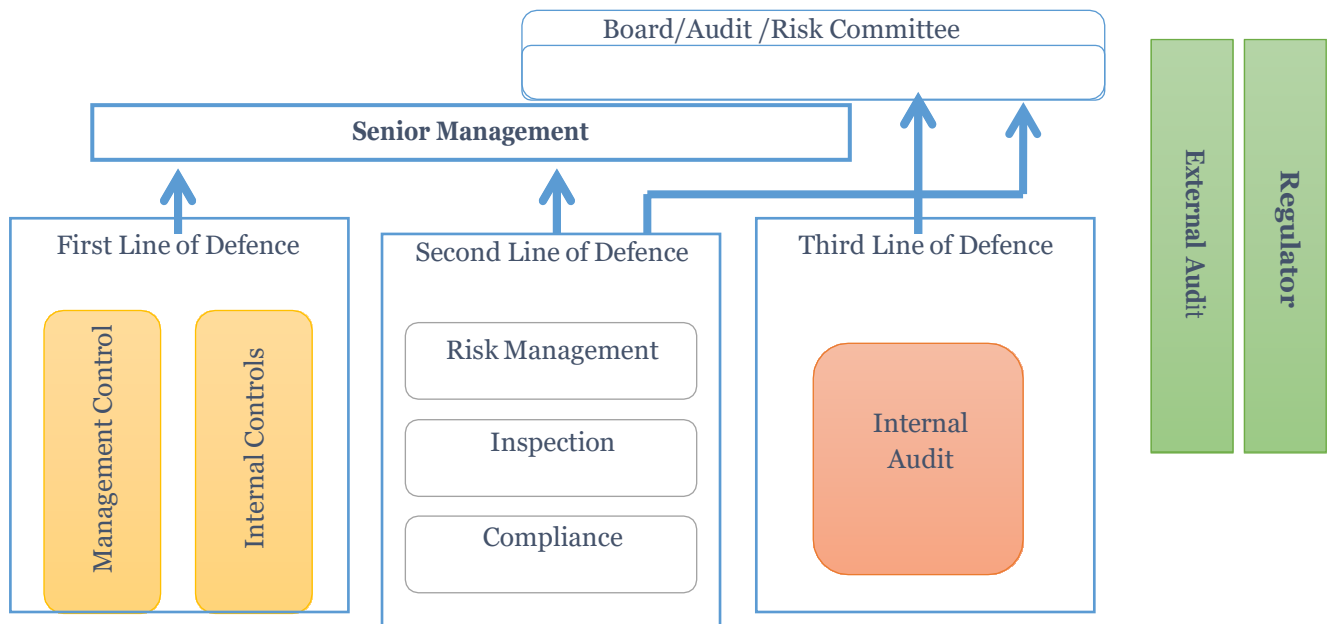 Board/Audit /Risk Committee
Senior Management
First Line of Defence
Second Line of Defence
Third Line of Defence
Management Control
Internal Controls
Risk Management
Inspection
Compliance
Internal
Audit
External Audit
Regulator